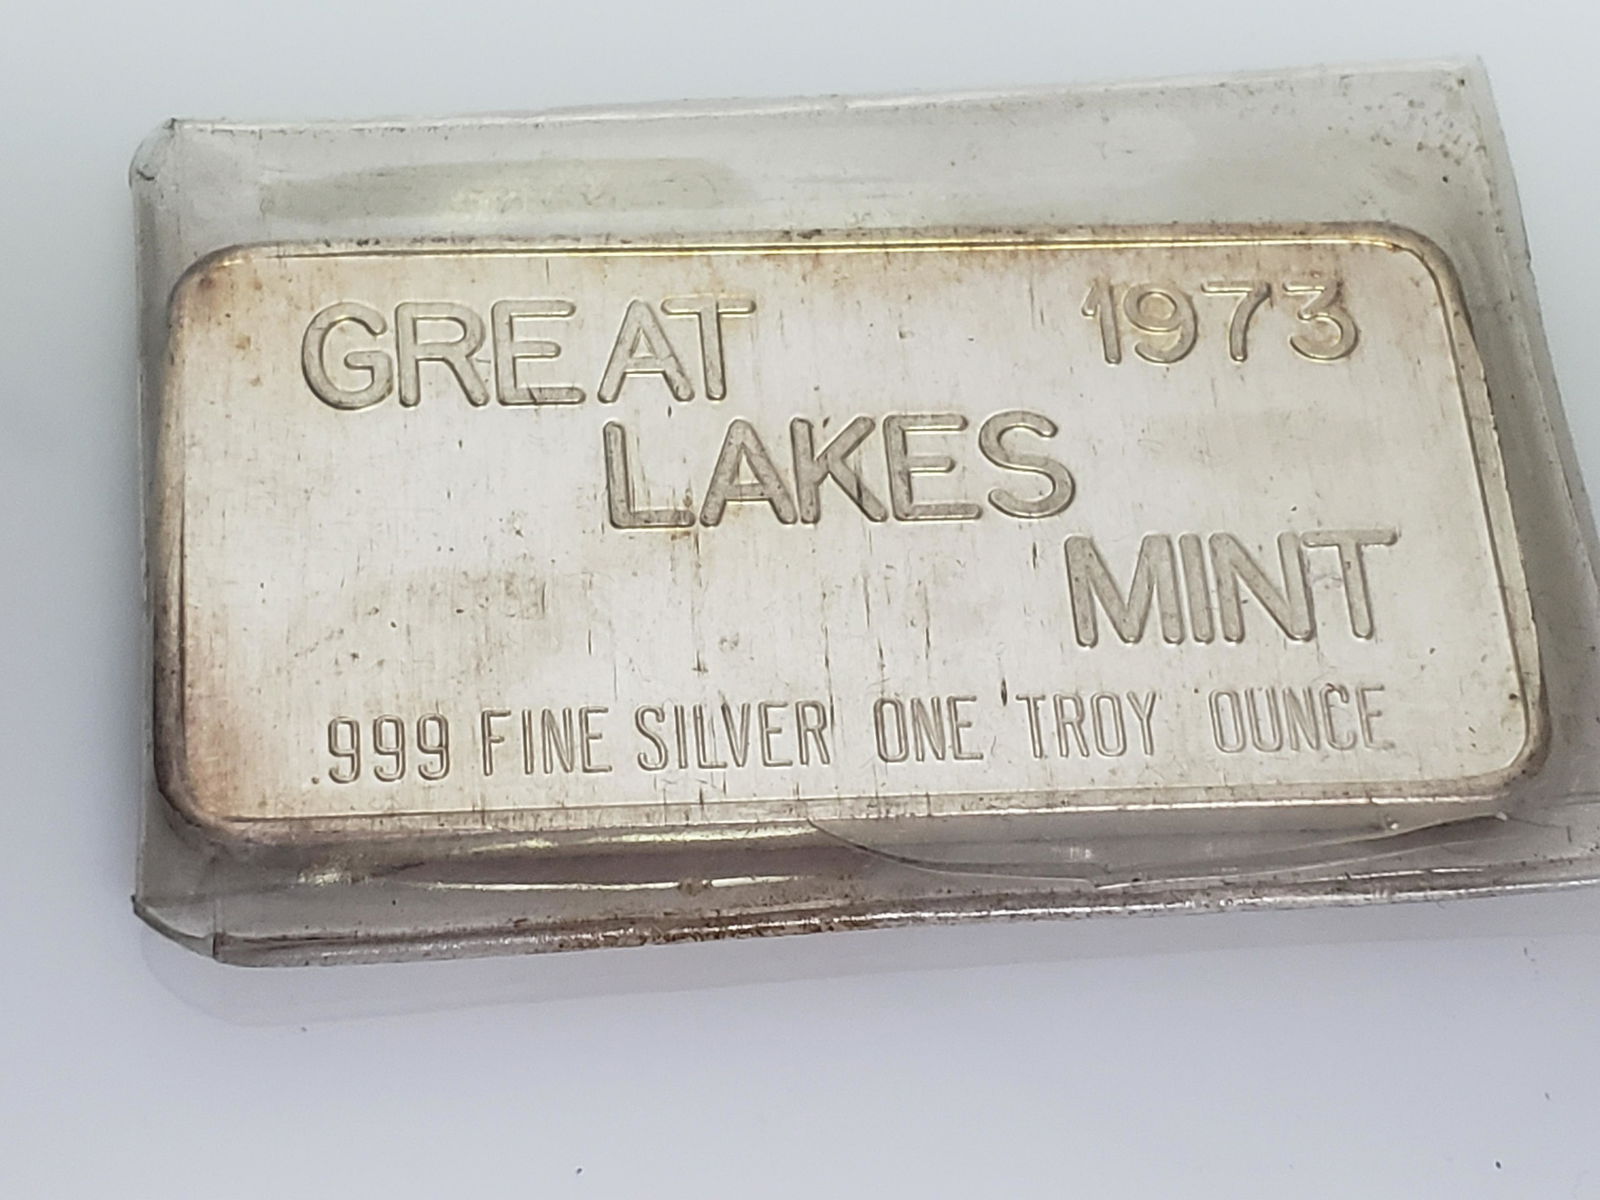 GREAT 1973
LAKES
MINT
.999 FINE SILVER ONE TROY OUNCE